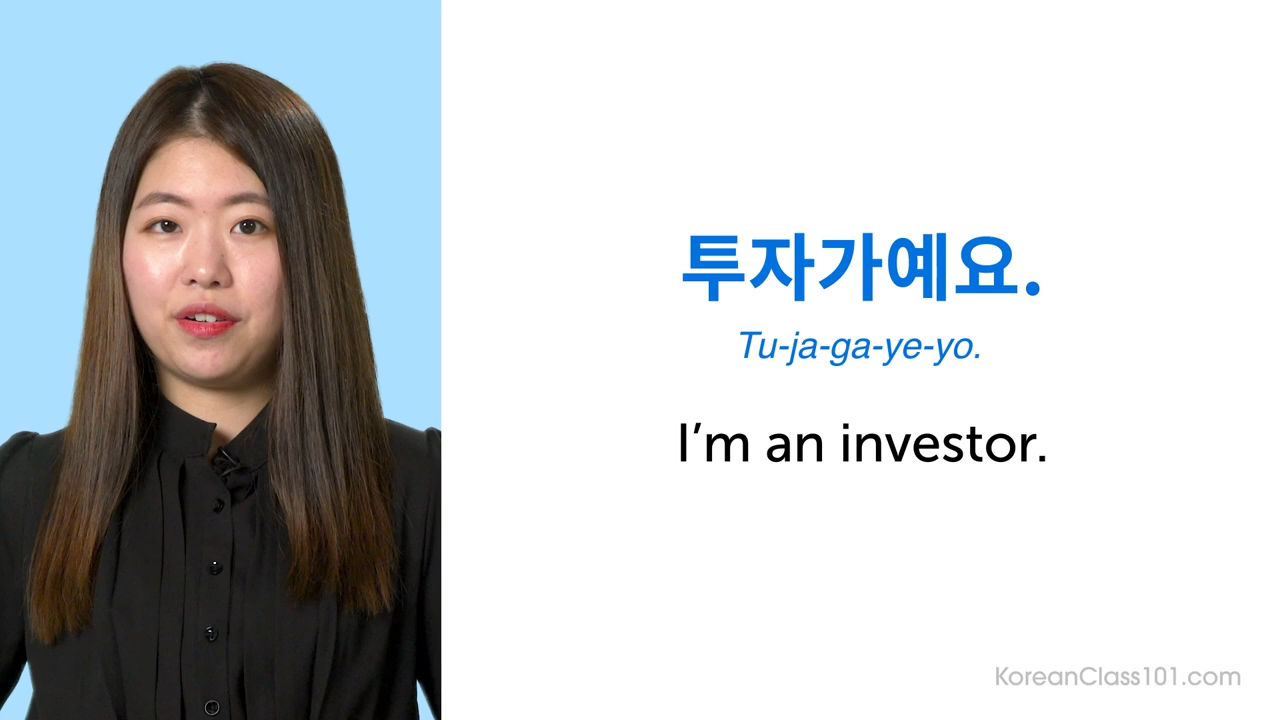 투자가예요.
Tu-ja-ga-ye-yo.
I’m an investor.
KoreanClass101.com